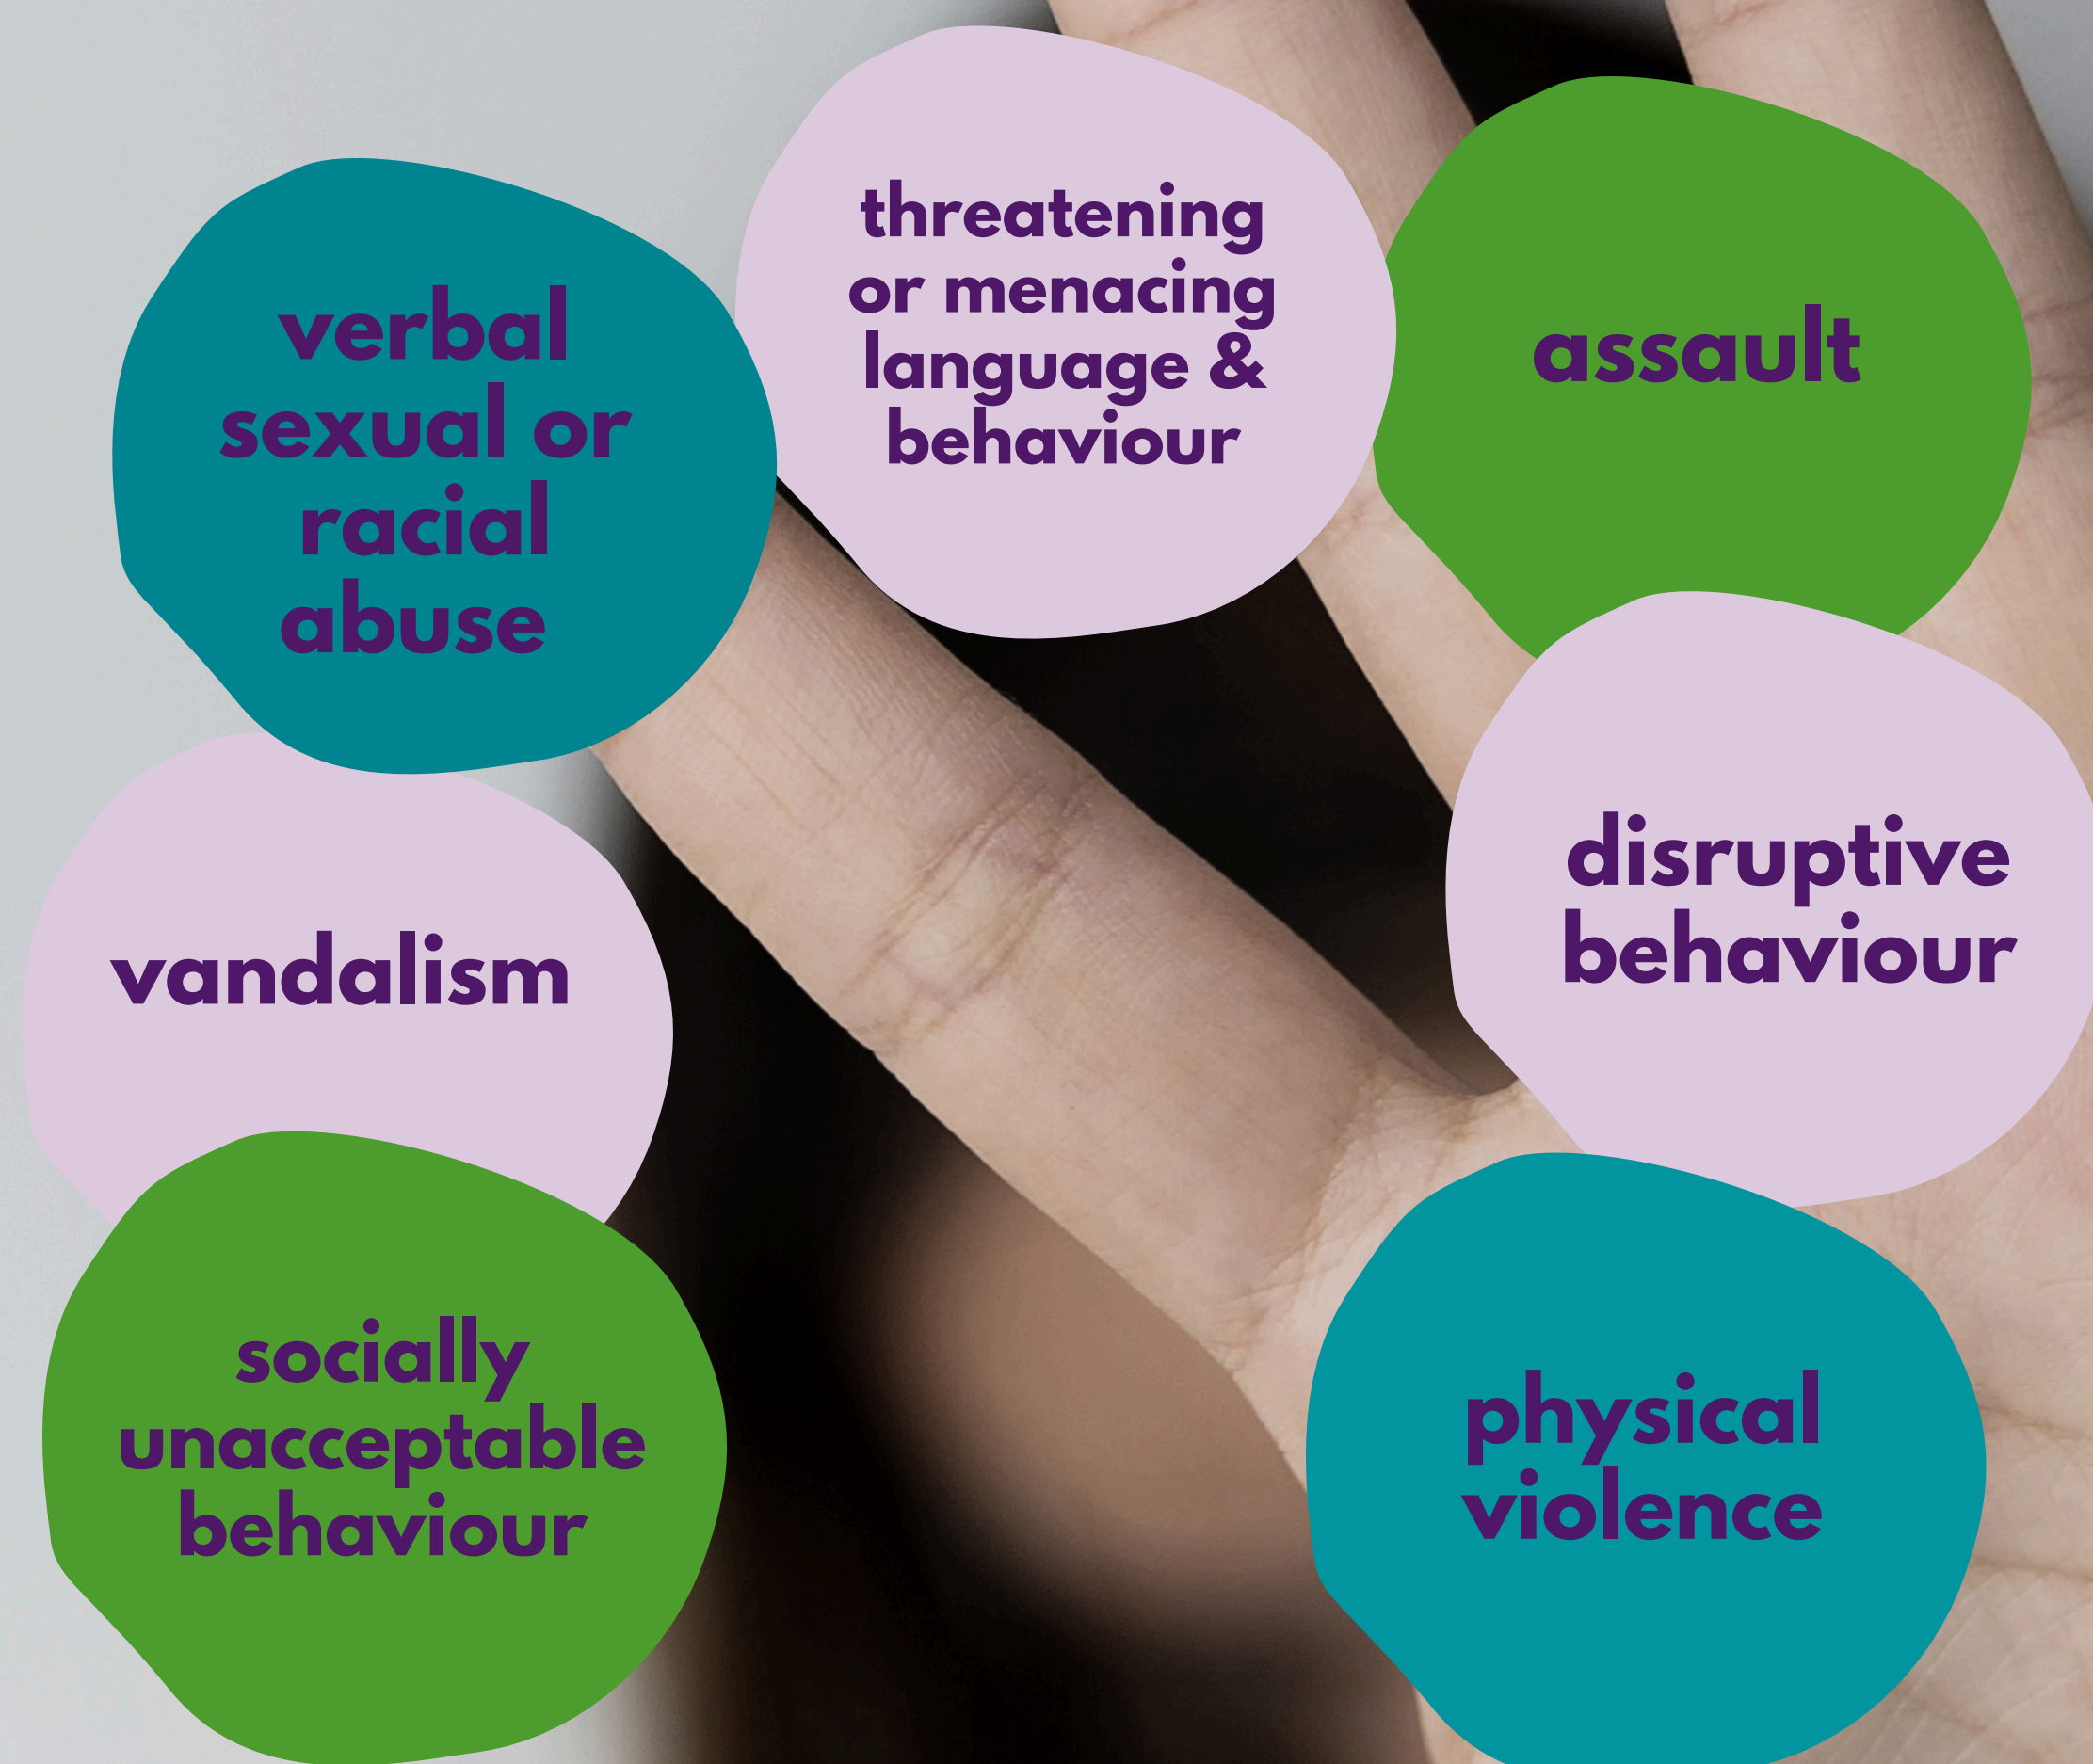 verbal
sexual or
racial
abuse
threatening
or menacing
language &
behaviour
assault
vandalism
disruptive
behaviour
socially
unacceptable
behaviour
physical
violence